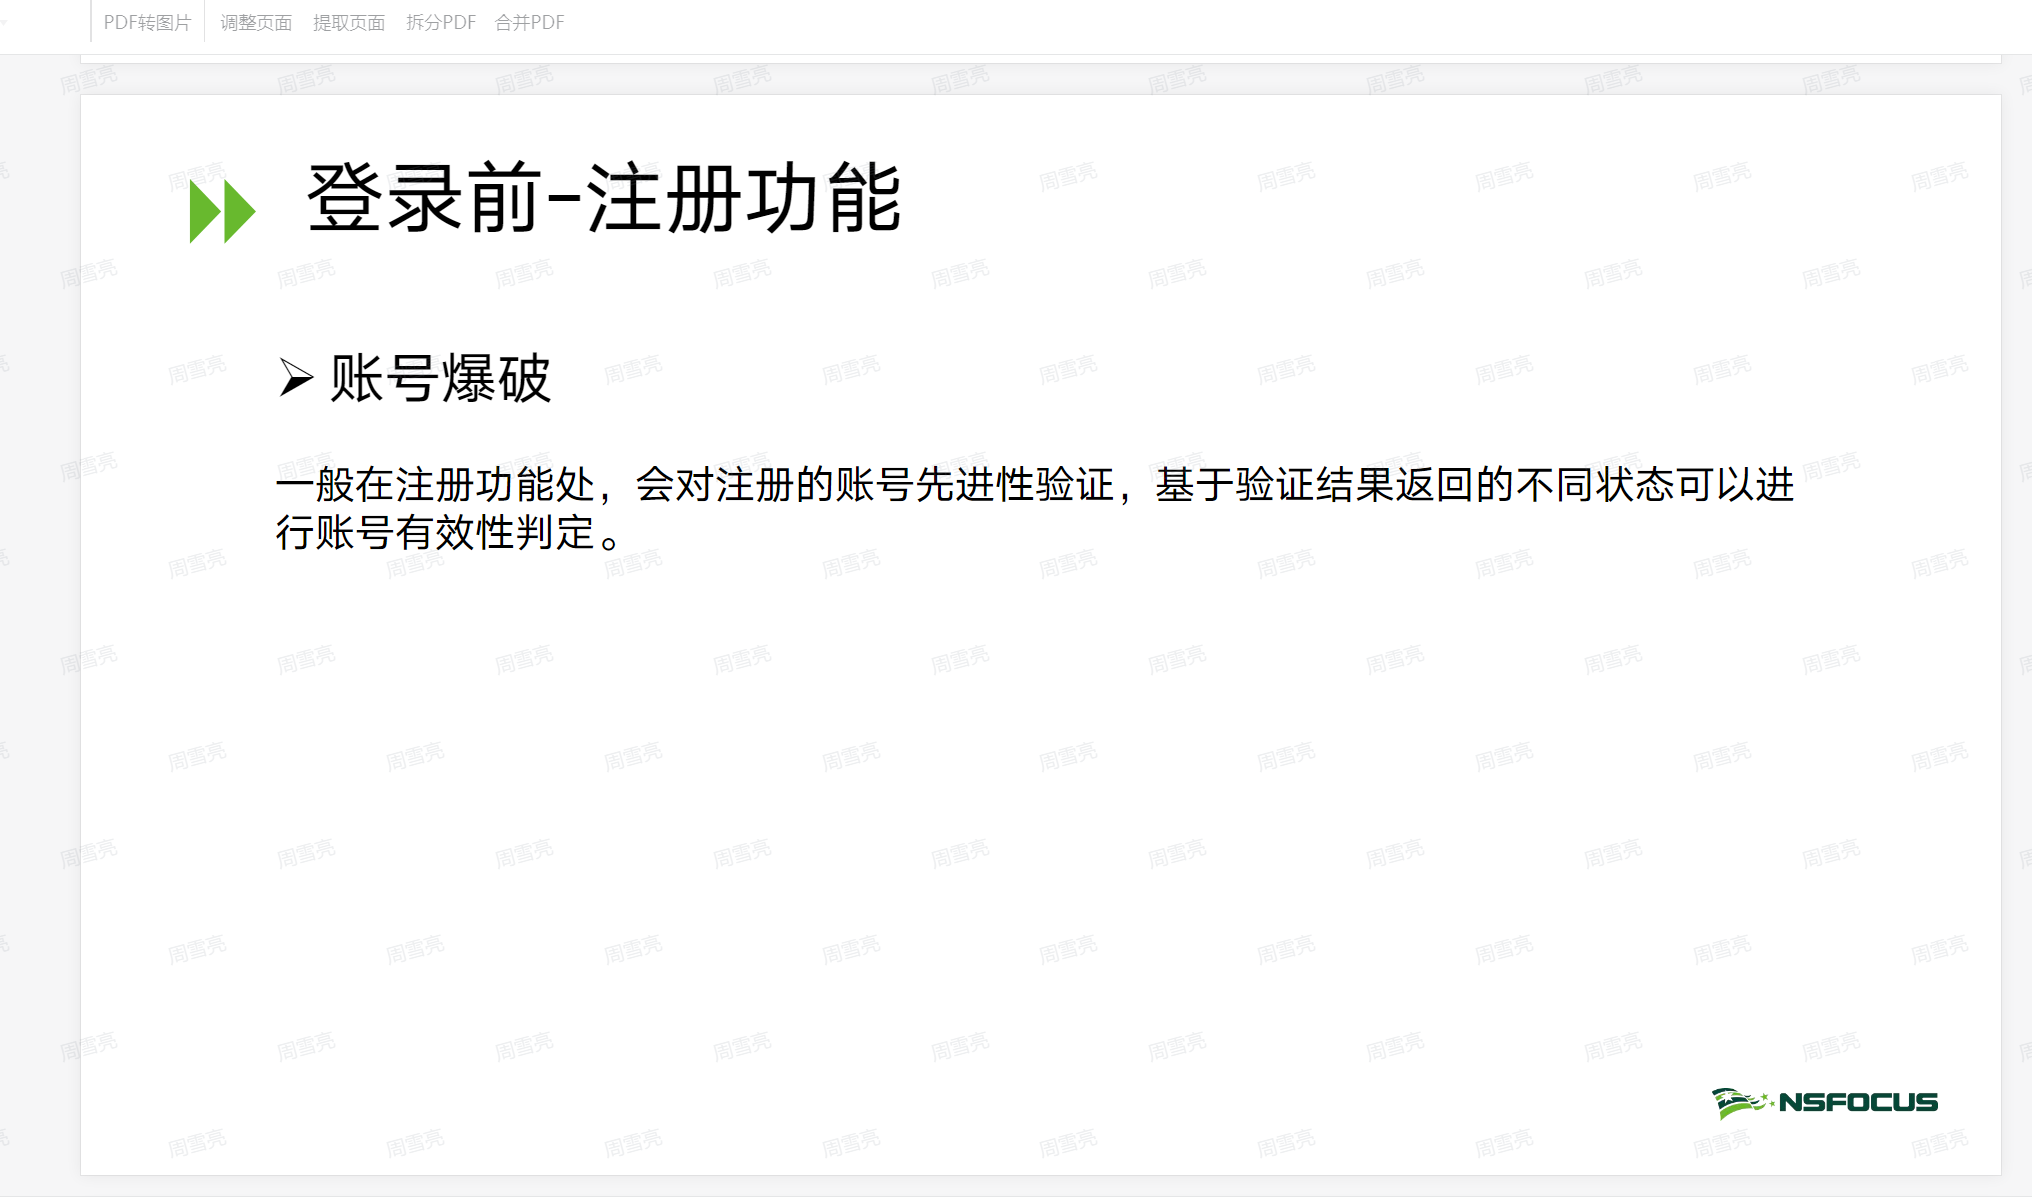 PDF转图片 调整页面 提取页面 拆分PDF 合并PDF
登录前-注册功能
➢ 账号爆破
一般在注册功能处，会对注册的账号先进性验证，基于验证结果返回的不同状态可以进
行账号有效性判定。
NSFOCUS
周雪亮